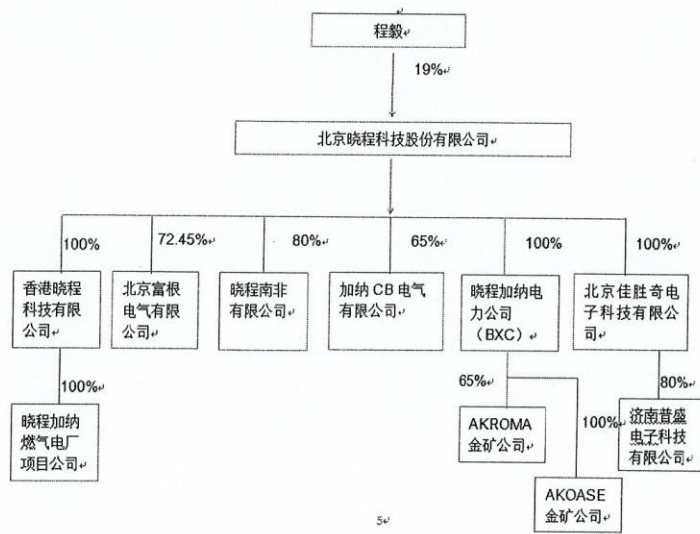 程毅
19%
北京晓程科技股份有限公司
100%
72.45%
80%
65%
100%
100%
香港晓程
科技有限
公司
北京富根
电气有限
公司
晓程南非
有限公司
加纳 CB 电气
有限公司
晓程加纳电
力公司
（BXC）
北京佳胜奇电
子科技有限公
司
100%
65%
100%
80%
晓程加纳
燃气电厂
项目公司
AKROMA
金矿公司
济南普盛
电子科技
有限公司
AKOASE
金矿公司
5